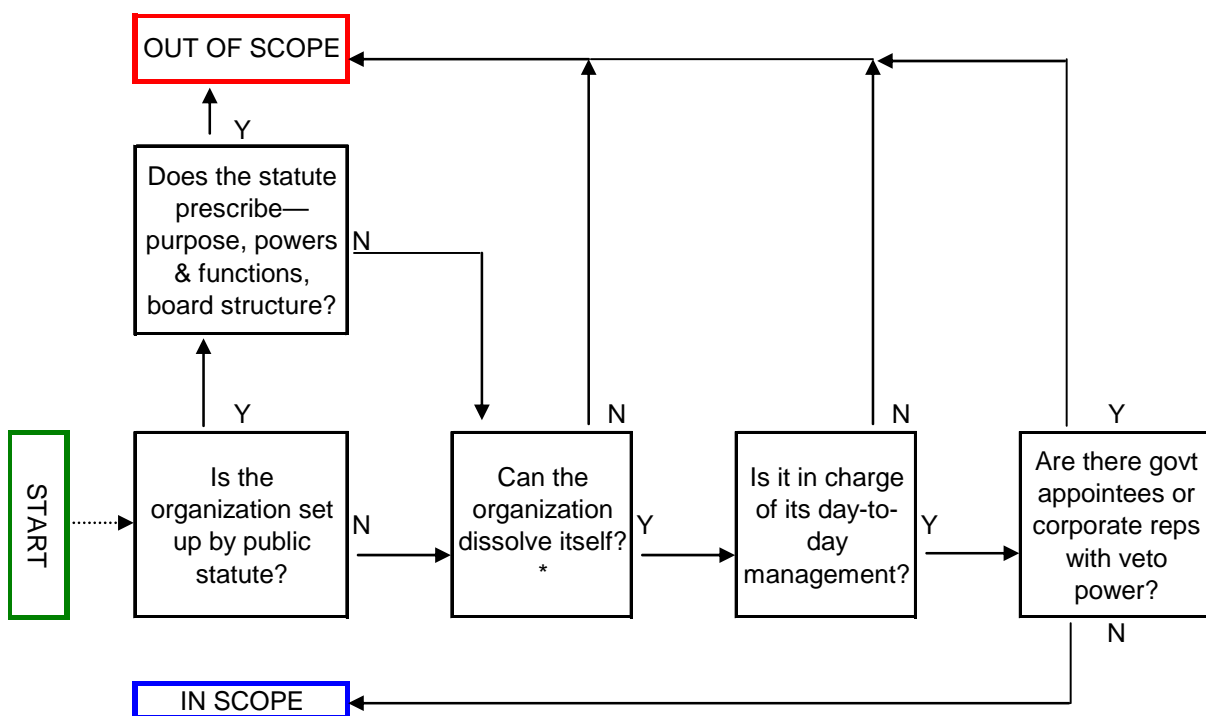 OUT OF SCOPE
Y
Does the statute
prescribe—
purpose, powers
& functions,
board structure?
N
Y
N
N
Y
START
Is the
organization set
up by public
statute?
N
Can the
organization
dissolve itself?
*
Y
Is it in charge
of its day-to-
day
management?
Y
Are there govt
appointees or
corporate reps
with veto
power?
N
IN SCOPE